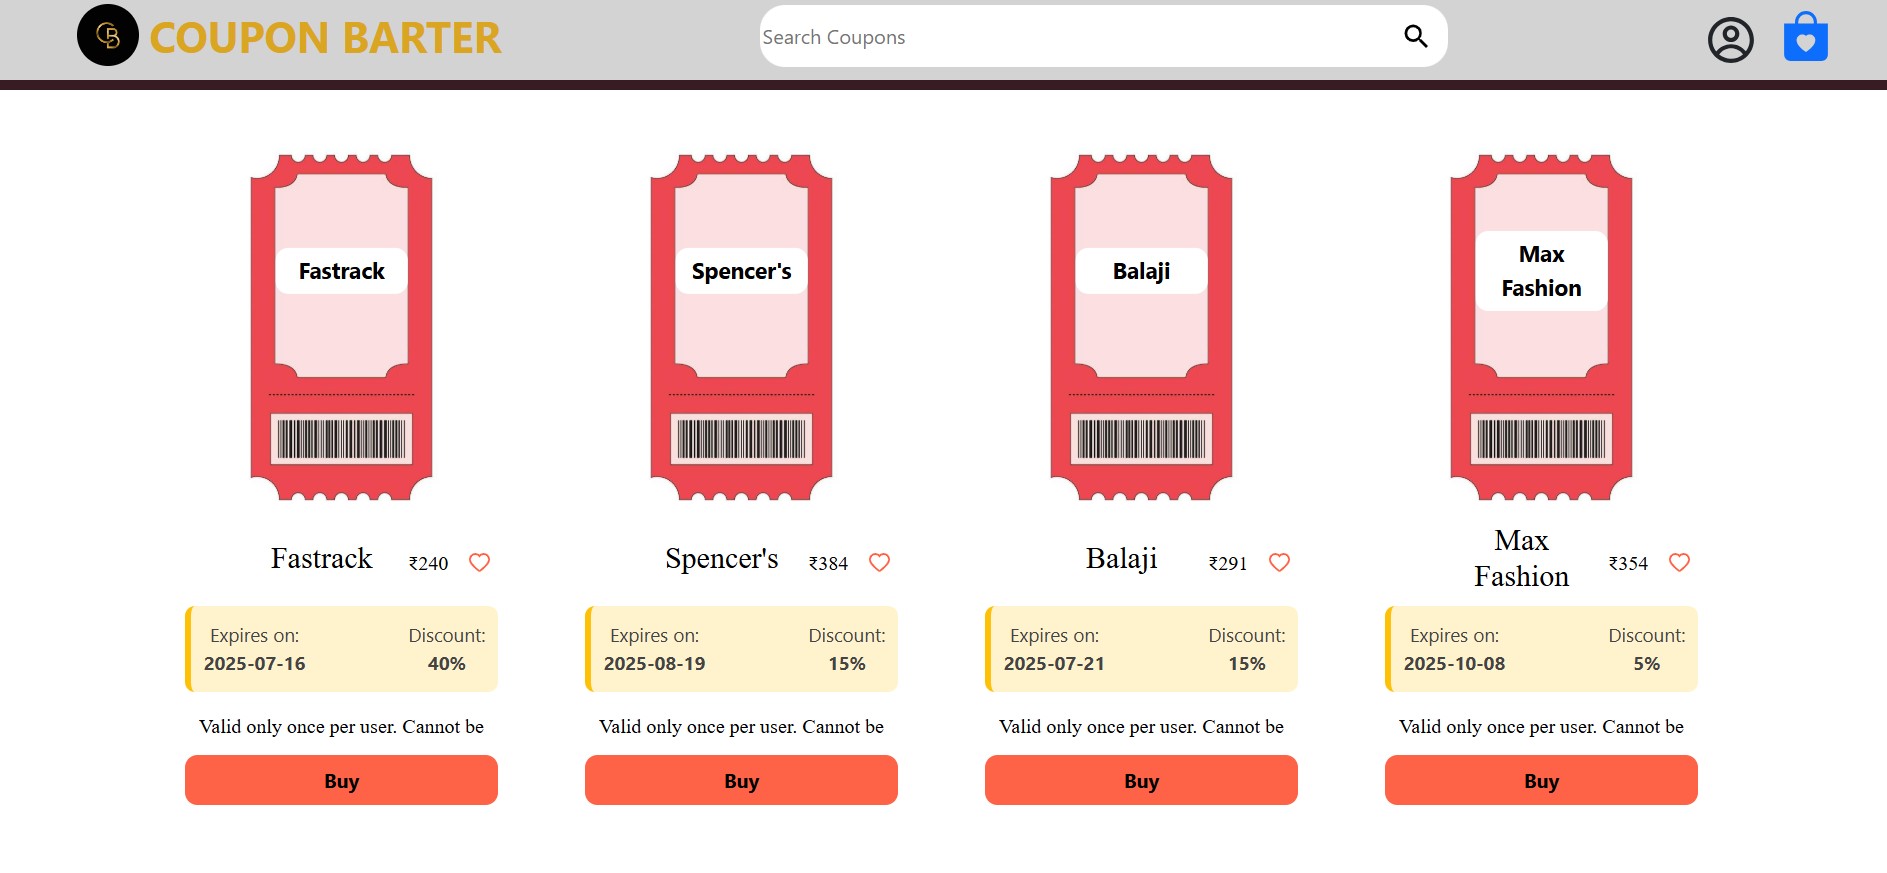 CB COUPON BARTER
Search Coupons
Fastrack
Spencer's
Balaji
Max
Fashion
Fastrack ₹240
Spencer's ₹384
Balaji ₹291
Max
Fashion ₹354
Expires on: Discount:
2025-07-16 40%
Expires on: Discount:
2025-08-19 15%
Expires on: Discount:
2025-07-21 15%
Expires on: Discount:
2025-10-08 5%
Valid only once per user. Cannot be
Valid only once per user. Cannot be
Valid only once per user. Cannot be
Valid only once per user. Cannot be
Buy
Buy
Buy
Buy